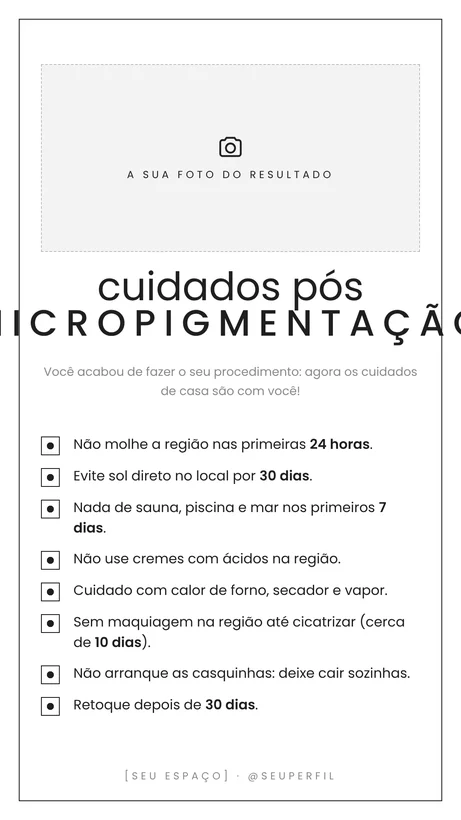 A SUA FOTO DO RESULTADO
cuidados pós
MICROPIGMENTAÇÃO
Você acabou de fazer o seu procedimento: agora os cuidados
de casa são com você!
Não molhe a região nas primeiras 24 horas.
Evite sol direto no local por 30 dias.
Nada de sauna, piscina e mar nos primeiros 7
dias.
Não use cremes com ácidos na região.
Cuidado com calor de forno, secador e vapor.
Sem maquiagem na região até cicatrizar (cerca
de 10 dias).
Não arranque as casquinhas: deixe cair sozinhas.
Retoque depois de 30 dias.
[SEU ESPAÇO] · @SEUPERFIL